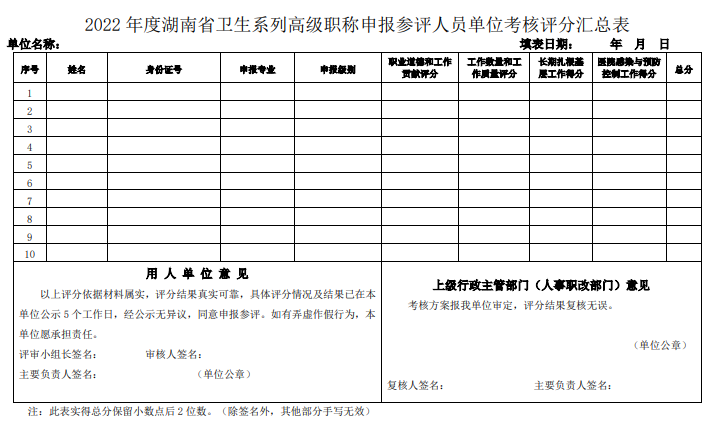 2022 年度湖南省卫生系列高级职称申报参评人员单位考核评分汇总表
单位名称: 填表日期: 年 月 日
序号 姓名 身份证号 申报专业 申报级别 职业道德和工作贡献评分 工作数量和工作质量评分 长期扎根基层工作得分 医院感染与预防控制工作得分 总分
1
2
3
4
5
6
7
8
9
10
用 人 单 位 意 见
以上评分依据材料属实，评分结果真实可靠，具体评分情况及结果已在本
单位公示 5 个工作日，经公示无异议，同意申报参评。如有弄虚作假行为，本
单位愿承担责任。
评审小组长签名: 审核人签名:
主要负责人签名: （单位公章）
上级行政主管部门（人事职改部门）意见
考核方案报我单位审定，评分结果复核无误。
（单位公章）
复核人签名: 主要负责人签名:
注：此表实得总分保留小数点后 2 位数。（除签名外，其他部分手写无效）